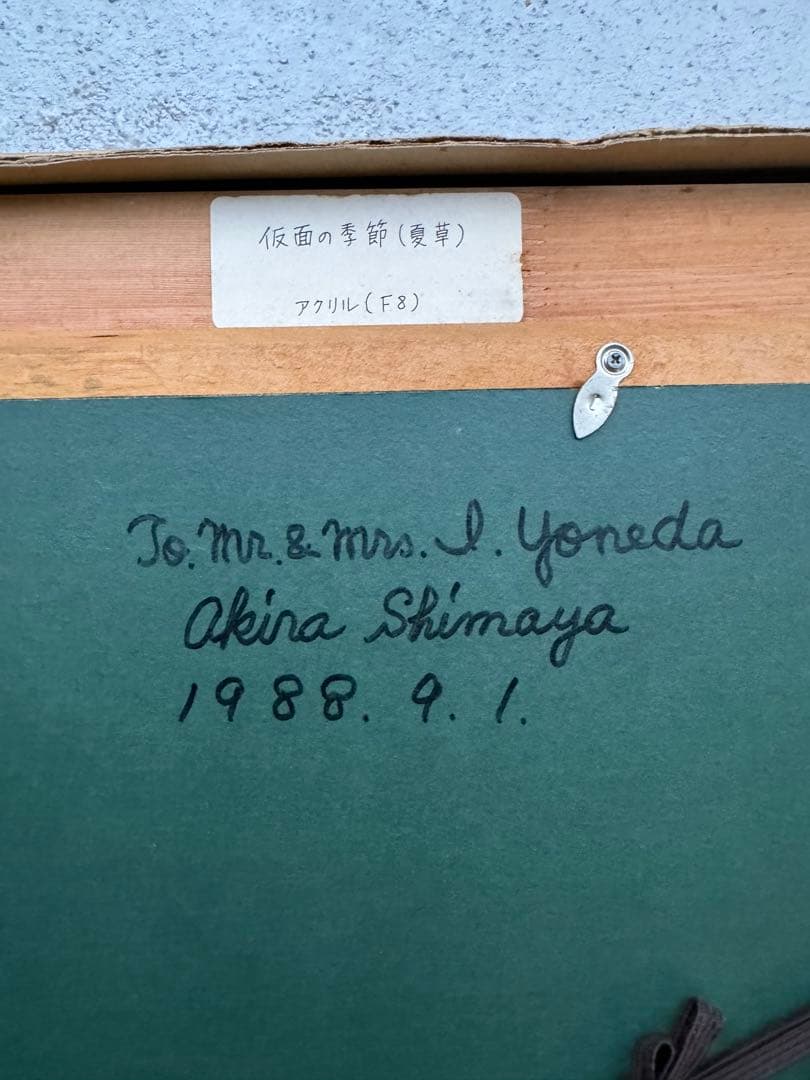 仮面の季節(夏草)
アクリル(F8)
To. Mr. & Mrs. I. Yoneda
Akira Shimaya
1988. 9. 1.